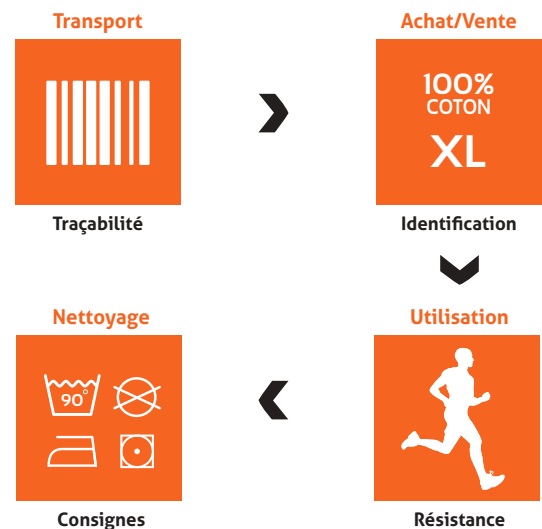 Transport
Achat/Vente
100%
COTON
XL
Traçabilité
Identification
Nettoyage
Utilisation
90°
Consignes
Résistance